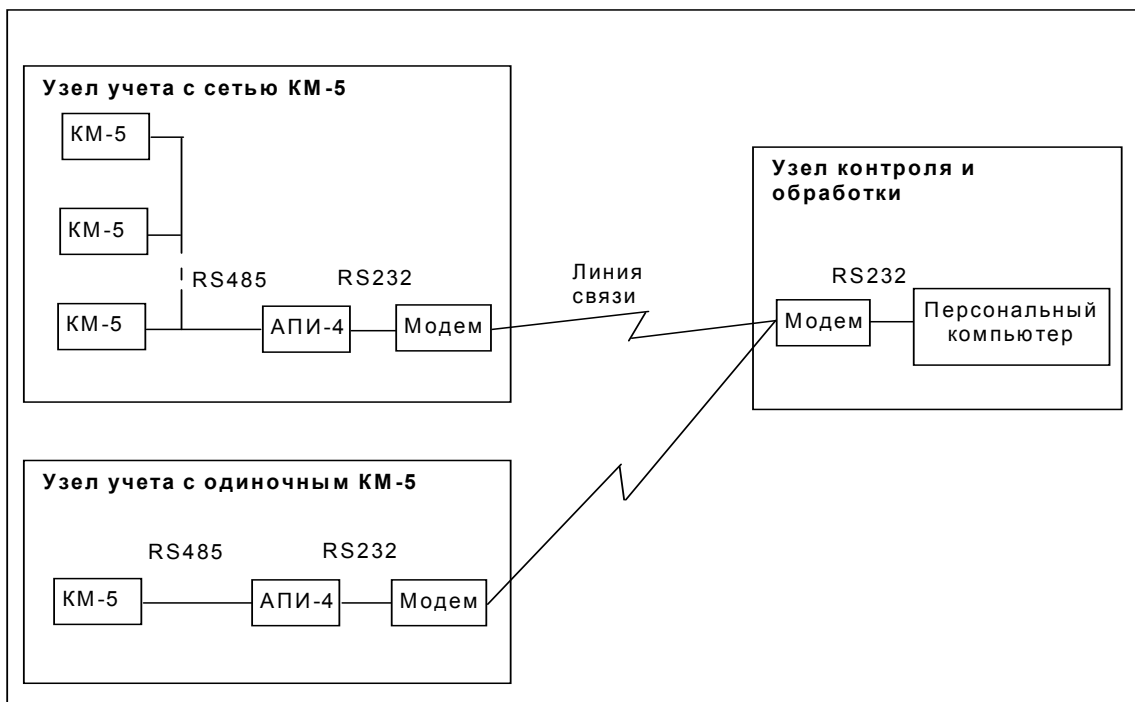 Узел учета с сетью КМ-5
КМ-5
КМ-5
RS485
RS232
КМ-5
АПИ-4
Модем
Линия
связи
Узел контроля и
обработки
RS232
Модем
Персональный
компьютер
Узел учета с одиночным КМ-5
RS485
RS232
КМ-5
АПИ-4
Модем